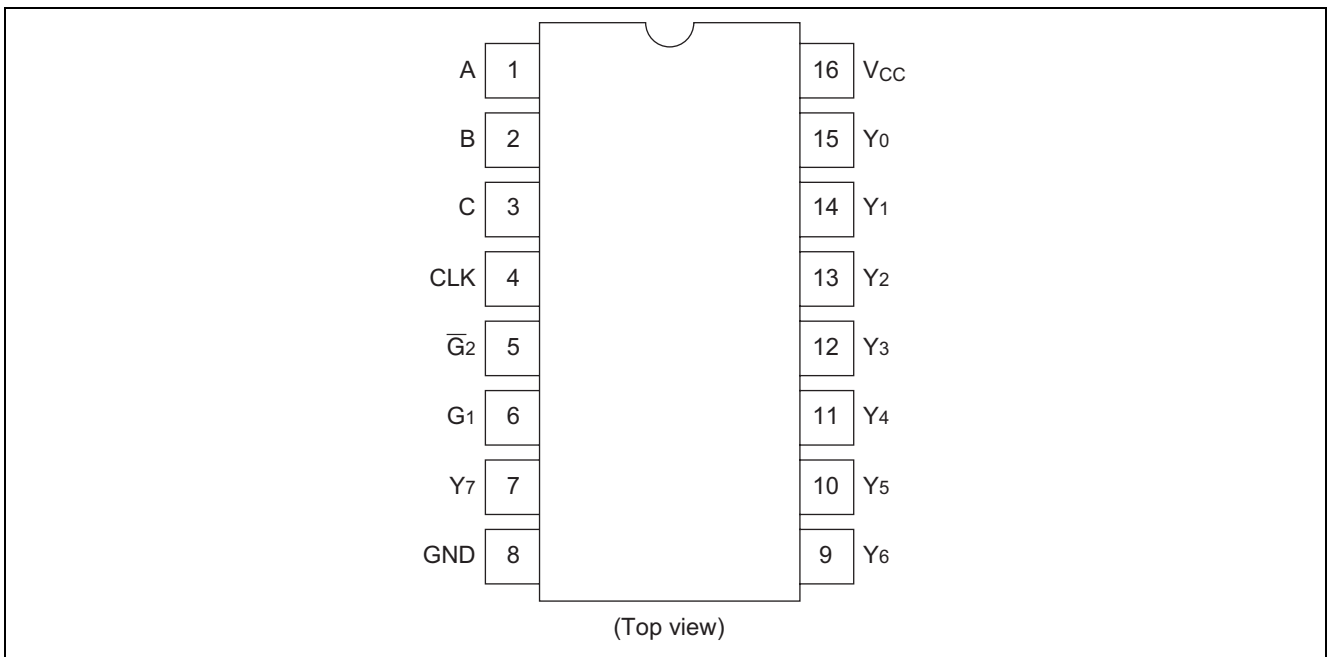 A 1 16 VCC
B 2 15 Y0
C 3 14 Y1
CLK 4 13 Y2
G̅2 5 12 Y3
G1 6 11 Y4
Y7 7 10 Y5
GND 8 9 Y6
(Top view)